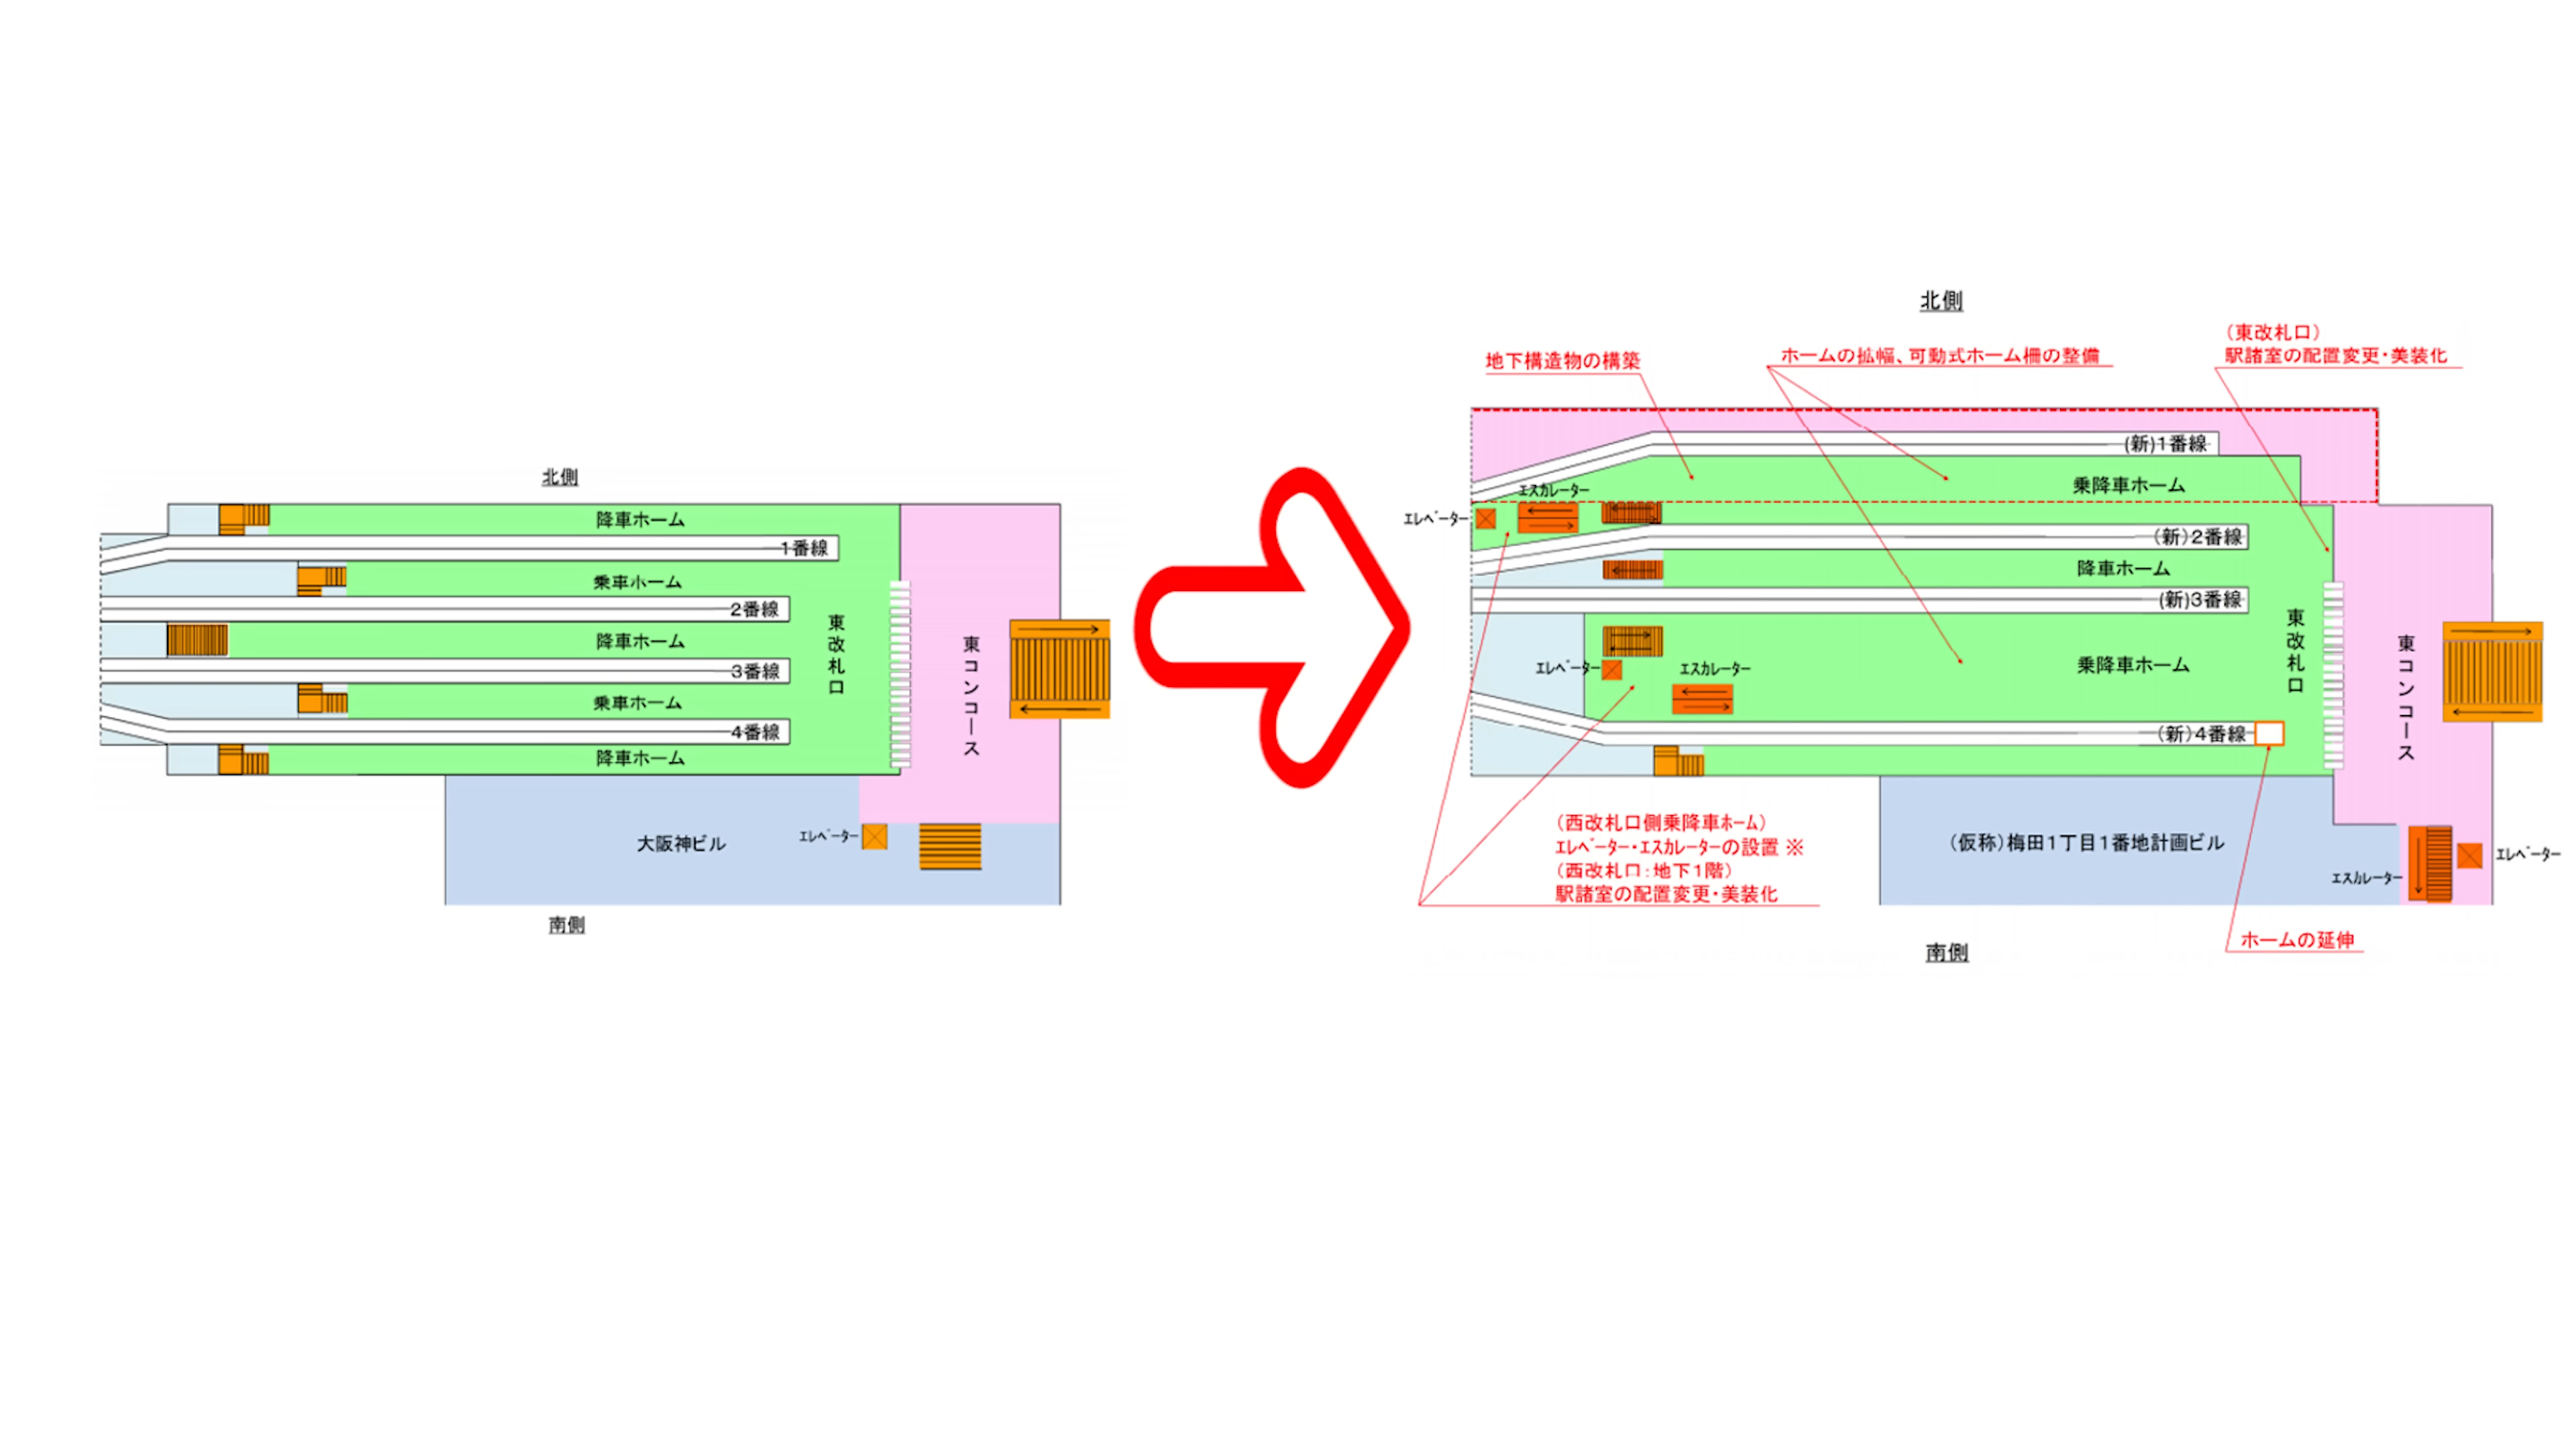 北側
降車ホーム
1番線
乗車ホーム
2番線
降車ホーム
3番線
乗車ホーム
4番線
降車ホーム
東改札口
東コンコース
大阪神ビル
エレベーター
南側
北側
地下構造物の構築
ホームの拡幅、可動式ホーム柵の整備
(東改札口)
駅諸室の配置変更・美装化
(新)1番線
乗降車ホーム
エスカレーター
エレベーター
(新)2番線
降車ホーム
(新)3番線
エレベーター
エスカレーター
乗降車ホーム
(新)4番線
東改札口
東コンコース
(西改札口側乗降車ホーム)
エレベーター・エスカレーターの設置 ※
(西改札口:地下1階)
駅諸室の配置変更・美装化
(仮称)梅田1丁目1番地計画ビル
エスカレーター
エレベーター
ホームの延伸
南側